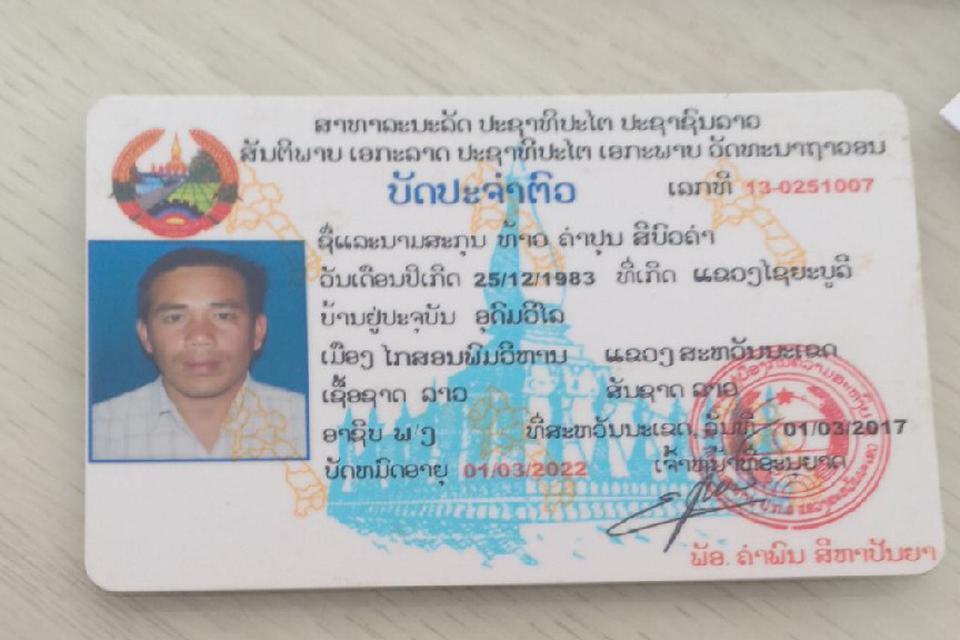 ສາທາລະນະລັດ ປະຊາທິປະໄຕ ປະຊາຊົນລາວ
ສັນຕິພາບ ເອກະລາດ ປະຊາທິປະໄຕ ເອກະພາບ ວັດທະນາຖາວອນ
ບັດປະຈຳຕົວ
ເລກທີ 13-0251007
ຊື່ແລະນາມສະກຸນ ທ້າວ ຄຳປຸນ ສີບົວຄຳ
ວັນເດືອນປີເກີດ 25/12/1983 ທີ່ເກີດ ແຂວງໄຊຍະບູລີ
ບ້ານຢູ່ປະຈຸບັນ ອຸດົມວິໄລ
ເມືອງ ໄກສອນພົມວິຫານ ແຂວງ ສະຫວັນນະເຂດ
ເຊື້ອຊາດ ລາວ ສັນຊາດ ລາວ
ອາຊີບ ພ/ງ ທີ່ສະຫວັນນະເຂດ, ວັນທີ 01/03/2017
ບັດຫມົດອາຍຸ 01/03/2022 ເຈົ້າຫນ້າທີ່ອະນຸຍາດ
ພັອ. ຄຳພົນ ສີຫາປັນຍາ